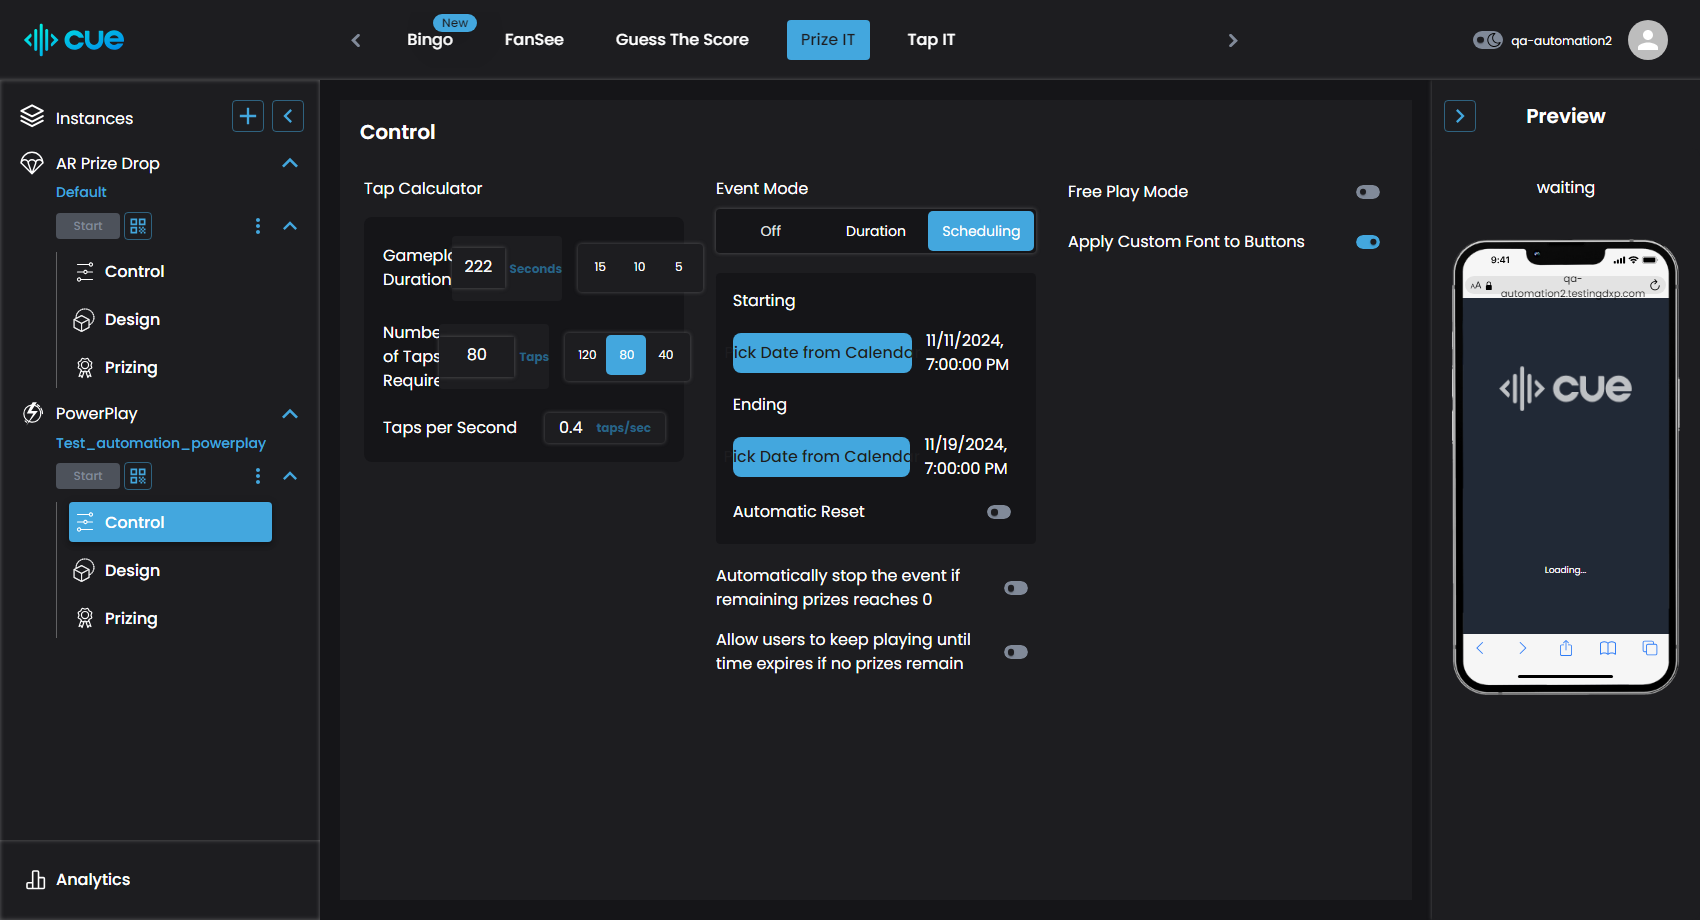 cue
New
Bingo
FanSee
Guess The Score
Prize IT
Tap IT
qa-automation2
Instances
AR Prize Drop
Default
Start
Control
Design
Prizing
PowerPlay
Test_automation_powerplay
Start
Control
Design
Prizing
Analytics
Control
Tap Calculator
Gamepl
Duration
222
Seconds
15 10 5
Numbe
of Taps
Require
80
Taps
120 80 40
Taps per Second
0.4 taps/sec
Event Mode
Off Duration Scheduling
Starting
Pick Date from Calendar
11/11/2024,
7:00:00 PM
Ending
Pick Date from Calendar
11/19/2024,
7:00:00 PM
Automatic Reset
Automatically stop the event if
remaining prizes reaches 0
Allow users to keep playing until
time expires if no prizes remain
Free Play Mode
Apply Custom Font to Buttons
Preview
waiting
9:41
AA
qa-
automation2.testingdxp.com
cue
Loading...